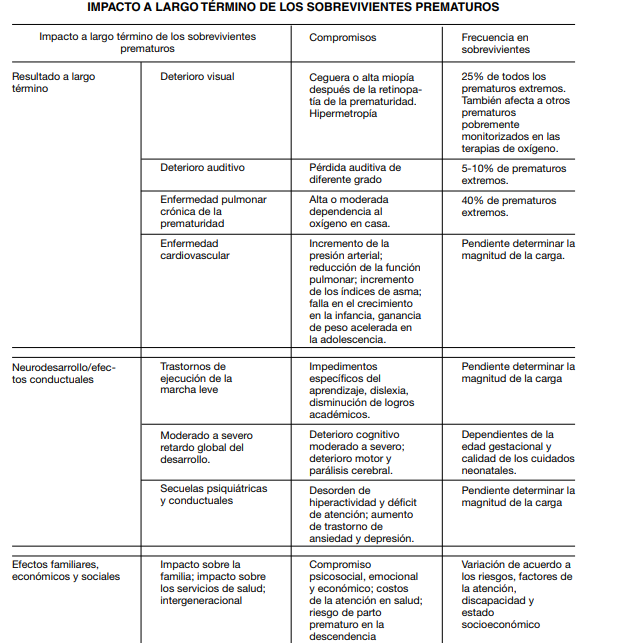 IMPACTO A LARGO TÉRMINO DE LOS SOBREVIVIENTES PREMATUROS
Impacto a largo término de los sobrevivientes
prematuros
Compromisos
Frecuencia en
sobrevivientes
Resultado a largo
término
Deterioro visual
Ceguera o alta miopía
después de la retinopa-
tía de la prematuridad.
Hipermetropía
25% de todos los
prematuros extremos.
También afecta a otros
prematuros
pobremente
monitorizados en las
terapias de oxígeno.
Deterioro auditivo
Pérdida auditiva de
diferente grado
5-10% de prematuros
extremos.
Enfermedad pulmonar
crónica de la
prematuridad
Alta o moderada
dependencia al
oxígeno en casa.
40% de prematuros
extremos.
Enfermedad
cardiovascular
Incremento de la
presión arterial;
reducción de la función
pulmonar; incremento
de los índices de asma;
falla en el crecimiento
en la infancia, ganancia
de peso acelerada en
la adolescencia.
Pendiente determinar la
magnitud de la carga.
Neurodesarrollo/efec-
tos conductuales
Trastornos de
ejecución de la
marcha leve
Impedimentos
específicos del
aprendizaje, dislexia,
disminución de logros
académicos.
Pendiente determinar la
magnitud de la carga
Moderado a severo
retardo global del
desarrollo.
Deterioro cognitivo
moderado a severo;
deterioro motor y
parálisis cerebral.
Dependientes de la
edad gestacional y
calidad de los cuidados
neonatales.
Secuelas psiquiátricas
y conductuales
Desorden de
hiperactividad y déficit
de atención; aumento
de trastorno de
ansiedad y depresión.
Pendiente determinar la
magnitud de la carga
Efectos familiares,
económicos y sociales
Impacto sobre la
familia; impacto sobre
los servicios de salud;
intergeneracional
Compromiso
psicosocial, emocional
y económico; costos
de la atención en salud;
riesgo de parto
prematuro en la
descendencia
Variación de acuerdo a
los riesgos, factores de
la atención,
discapacidad y
estado
socioeconómico